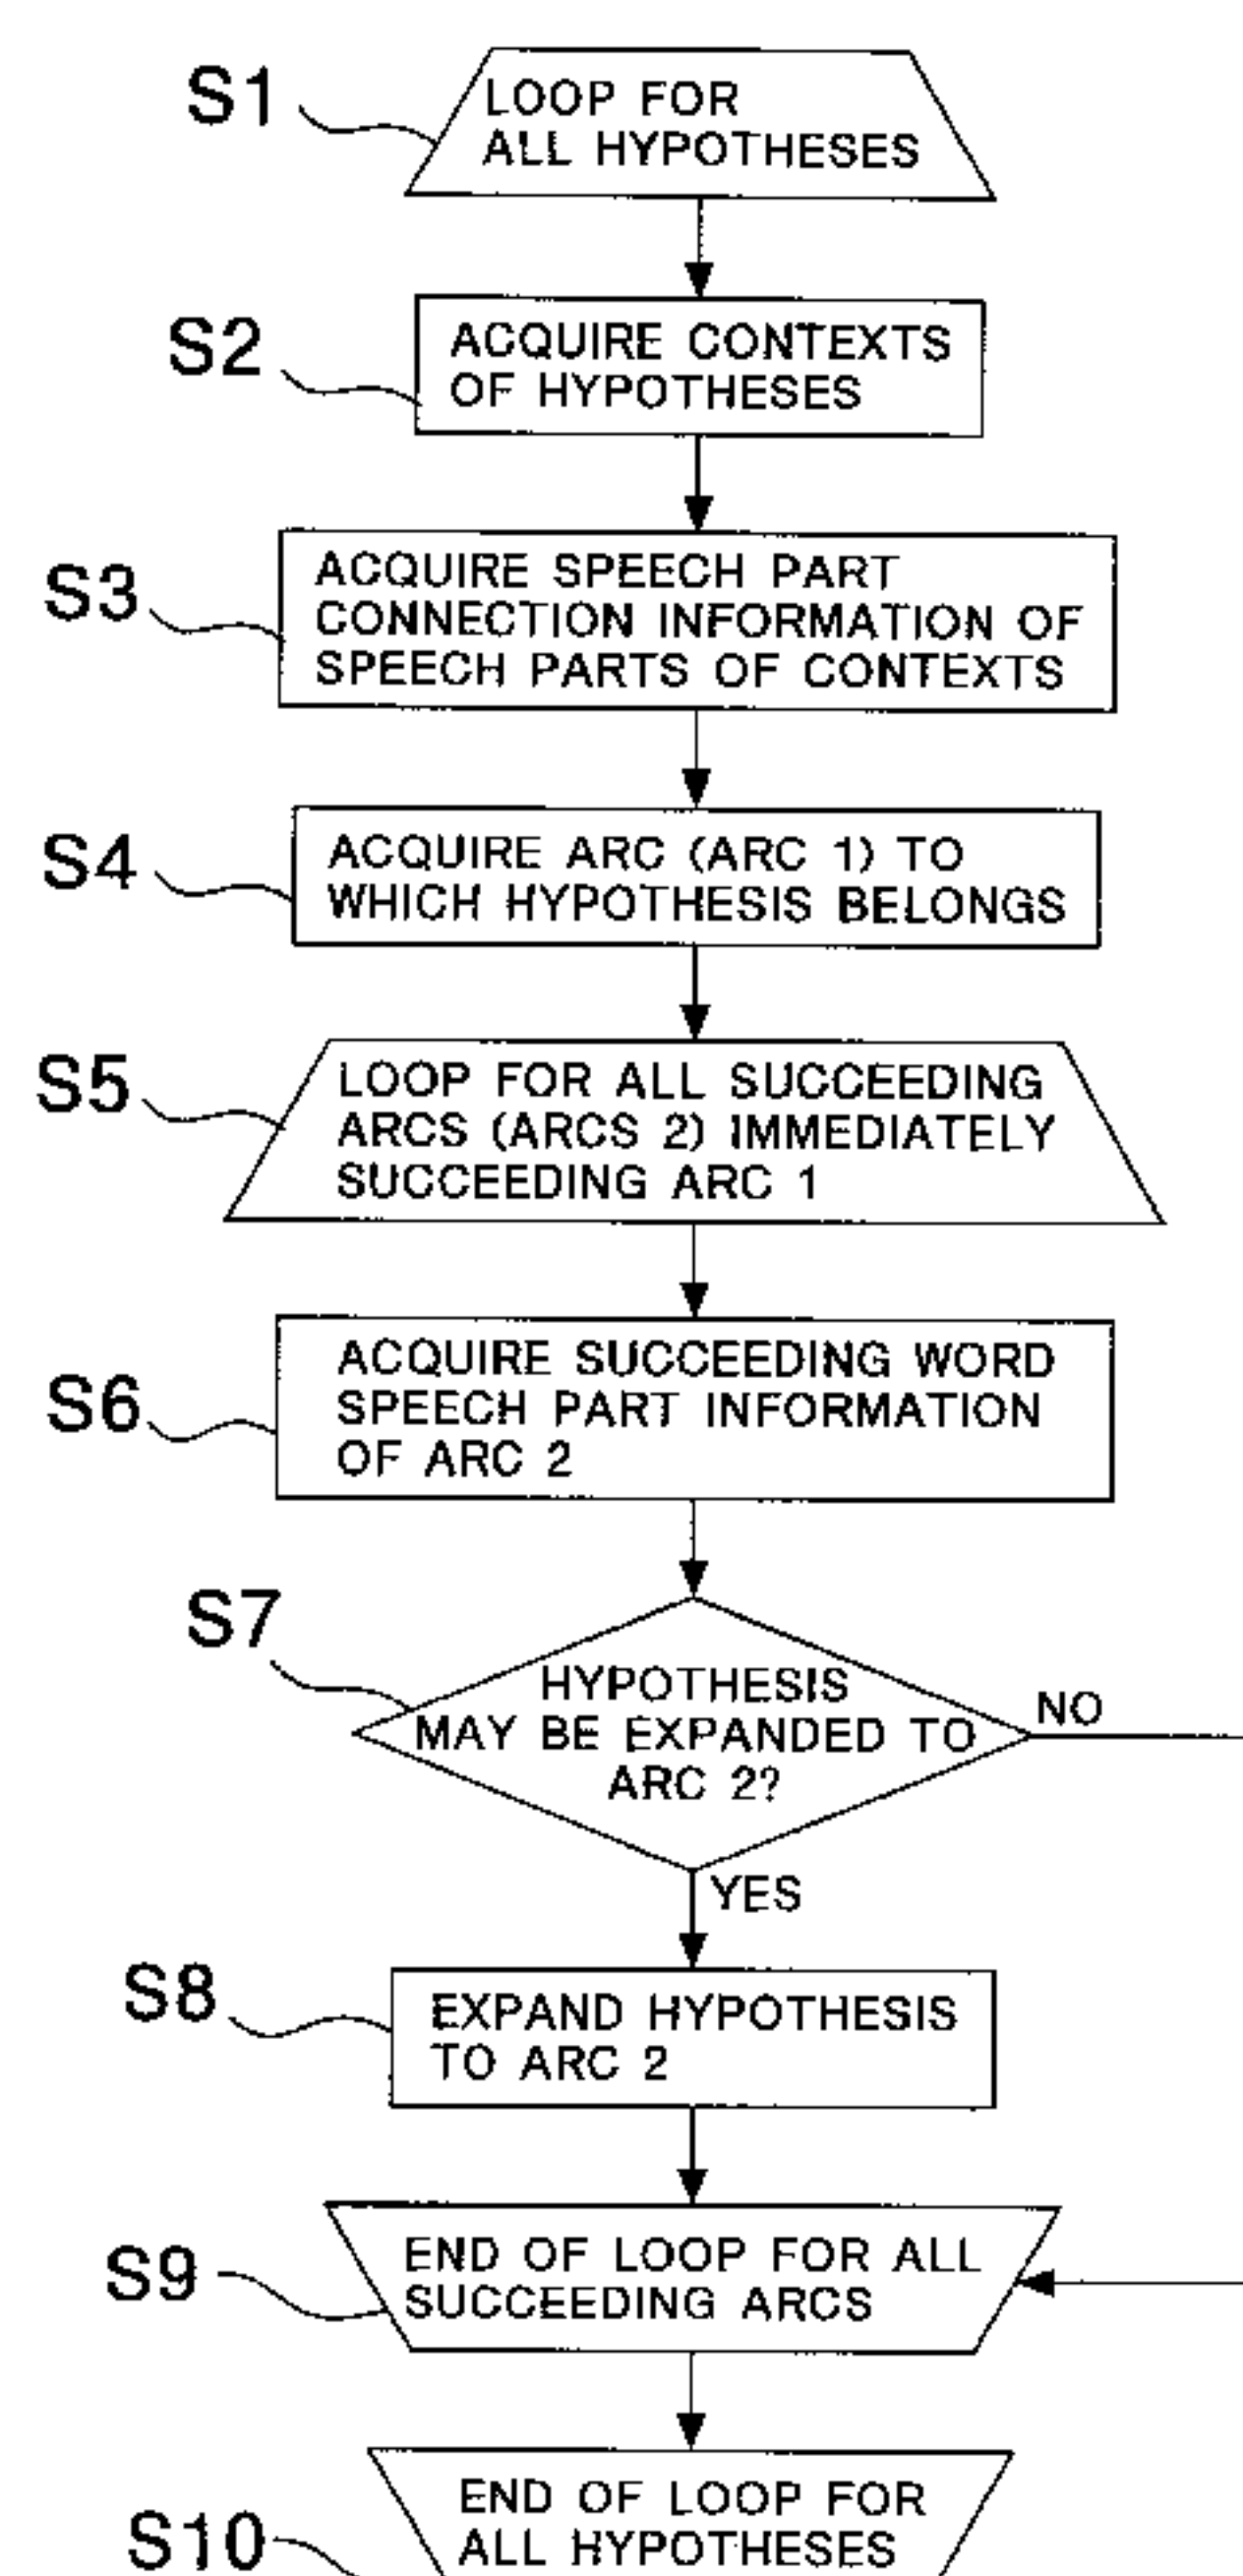 S1
LOOP FOR
ALL HYPOTHESES
S2
ACQUIRE CONTEXTS
OF HYPOTHESES
S3
ACQUIRE SPEECH PART
CONNECTION INFORMATION OF
SPEECH PARTS OF CONTEXTS
S4
ACQUIRE ARC (ARC 1) TO
WHICH HYPOTHESIS BELONGS
S5
LOOP FOR ALL SUCCEEDING
ARCS (ARCS 2) IMMEDIATELY
SUCCEEDING ARC 1
S6
ACQUIRE SUCCEEDING WORD
SPEECH PART INFORMATION
OF ARC 2
S7
HYPOTHESIS
MAY BE EXPANDED TO
ARC 2?
NO
YES
S8
EXPAND HYPOTHESIS
TO ARC 2
S9
END OF LOOP FOR ALL
SUCCEEDING ARCS
S10
END OF LOOP FOR
ALL HYPOTHESES